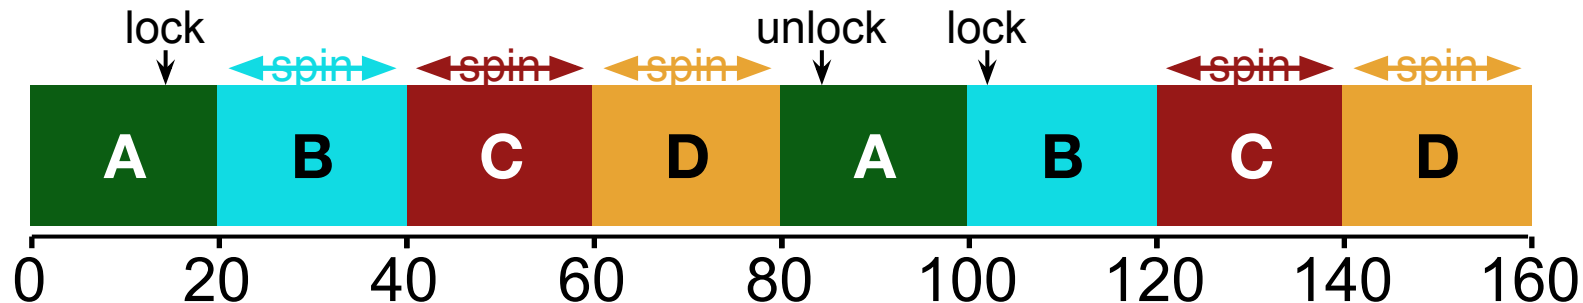 lock unlock lock
spin spin spin spin spin
A B C D A B C D
0 20 40 60 80 100 120 140 160